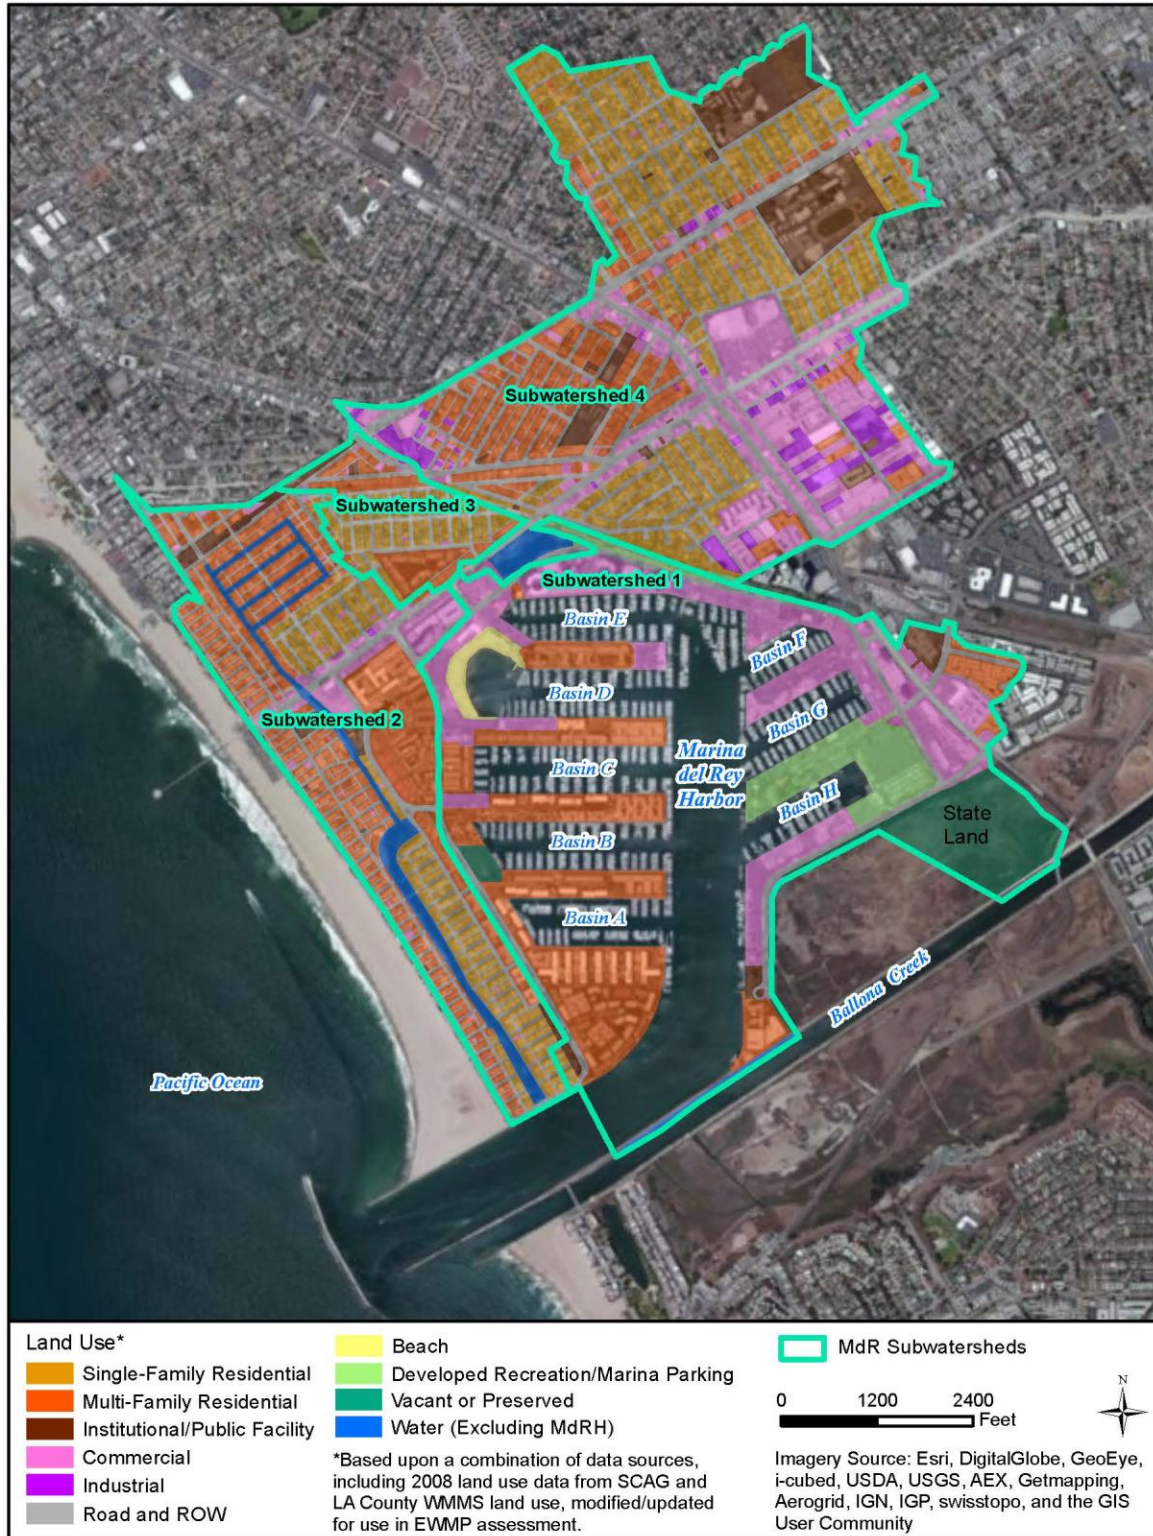 Subwatershed 4
Subwatershed 3
Subwatershed 1
Basin E
Basin F
Basin D
Subwatershed 2
Basin G
Marina
del Rey
Harbor
Basin C
Basin H
State
Land
Basin B
Basin A
Ballona Creek
Pacific Ocean
Land Use*
Single-Family Residential
Multi-Family Residential
Institutional/Public Facility
Commercial
Industrial
Road and ROW
Beach
Developed Recreation/Marina Parking
Vacant or Preserved
Water (Excluding MdRH)
*Based upon a combination of data sources,
including 2008 land use data from SCAG and
LA County WMMS land use, modified/updated
for use in EWMP assessment.
MdR Subwatersheds
0 1200 2400
Feet
N
Imagery Source: Esri, DigitalGlobe, GeoEye,
i-cubed, USDA, USGS, AEX, Getmapping,
Aerogrid, IGN, IGP, swisstopo, and the GIS
User Community